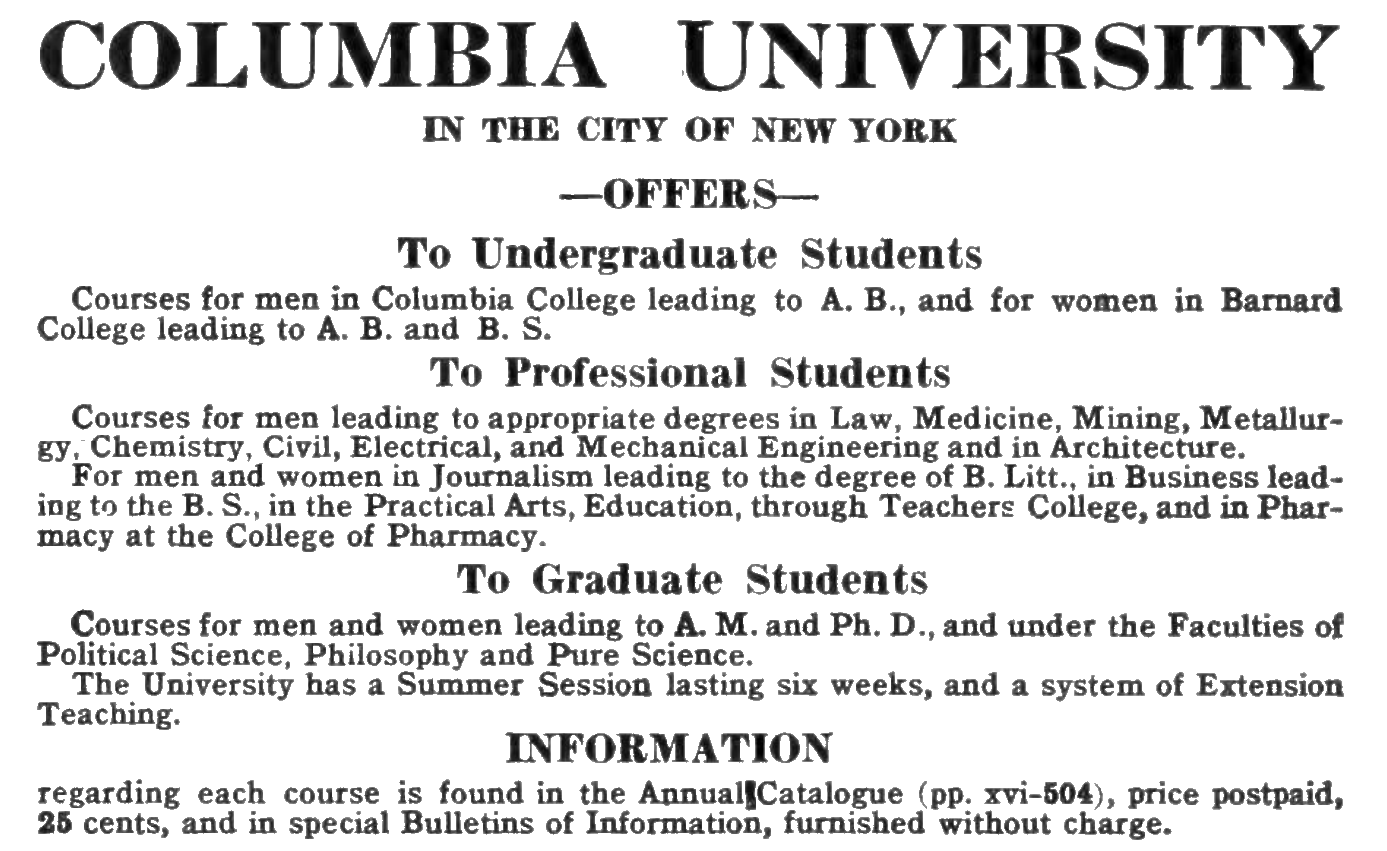 COLUMBIA UNIVERSITY
IN THE CITY OF NEW YORK
—OFFERS—
To Undergraduate Students
Courses for men in Columbia College leading to A. B., and for women in Barnard
College leading to A. B. and B. S.
To Professional Students
Courses for men leading to appropriate degrees in Law, Medicine, Mining, Metallur-
gy, Chemistry, Civil, Electrical, and Mechanical Engineering and in Architecture.
For men and women in Journalism leading to the degree of B. Litt., in Business lead-
ing to the B. S., in the Practical Arts, Education, through Teachers College, and in Phar-
macy at the College of Pharmacy.
To Graduate Students
Courses for men and women leading to A. M. and Ph. D., and under the Faculties of
Political Science, Philosophy and Pure Science.
The University has a Summer Session lasting six weeks, and a system of Extension
Teaching.
INFORMATION
regarding each course is found in the Annual Catalogue (pp. xvi-504), price postpaid,
25 cents, and in special Bulletins of Information, furnished without charge.